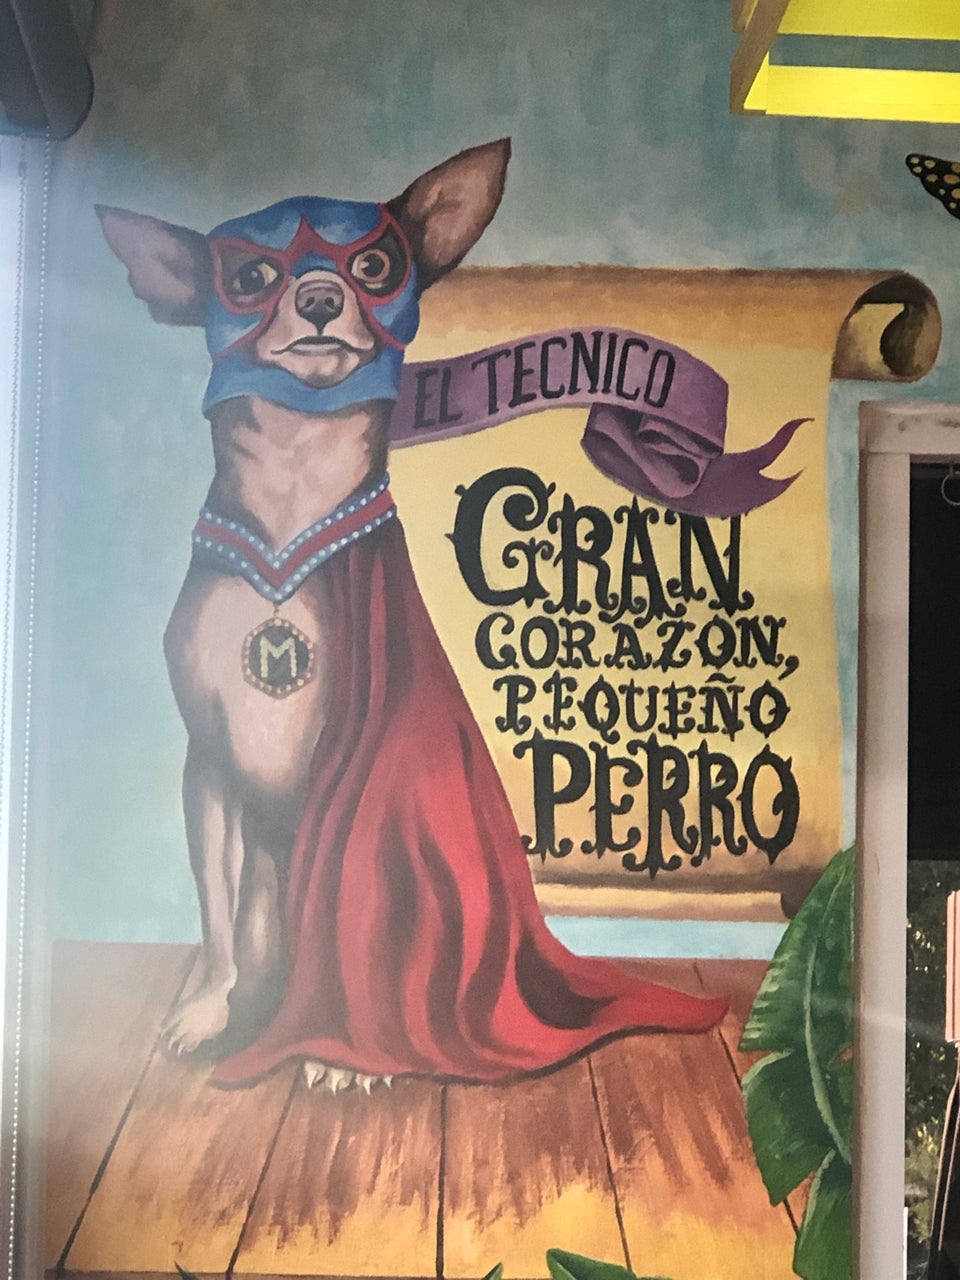 EL TECNICO
GRAN
CORAZON,
PEQUEÑO
PERRO
M